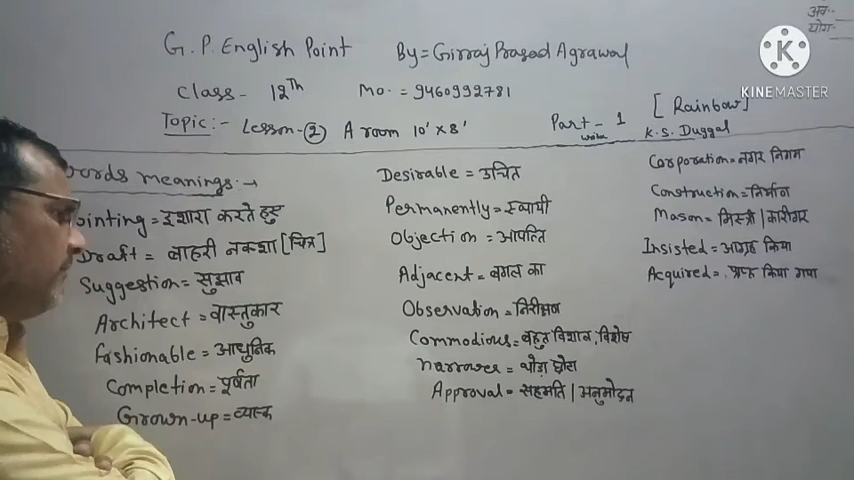 अंक:-
योग-
G. P. English Point By= Girraj Prasad Agrawal
KINEMASTER
Class- 12th Mo. = 9460992781
Topic:- Lesson-② A room 10' x 8' Part- 1 [Rainbow]
K. S. Duggal
words meanings:→
ointing = इशारा करते हुए
Draft = बाहरी नक्शा [चित्र]
Suggestion = सुझाव
Architect = वास्तुकार
Fashionable = आधुनिक
Completion = पूर्णता
Grown-up = व्यस्क
Desirable = उचित
Permanently = स्थायी
Objection = आपत्ति
Adjacent = बगल का
Observation = निरीक्षण
Commodious = बहुत विशाल, विशेष
narrower = थोड़ा छोटा
Approval = सहमति | अनुमोदन
Corporation = नगर निगम
Construction = निर्माण
Mason = मिस्त्री | कारीगर
Insisted = आग्रह किया
Acquired = प्राप्त किया गया